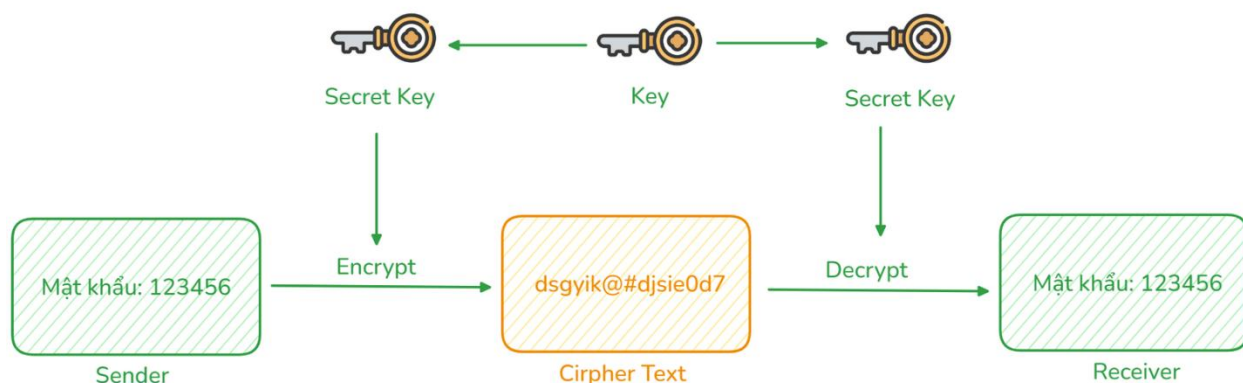 Secret Key
Key
Secret Key
Encrypt
Decrypt
Mật khẩu: 123456
dsgyik@#djsie0d7
Mật khẩu: 123456
Sender
Cirpher Text
Receiver